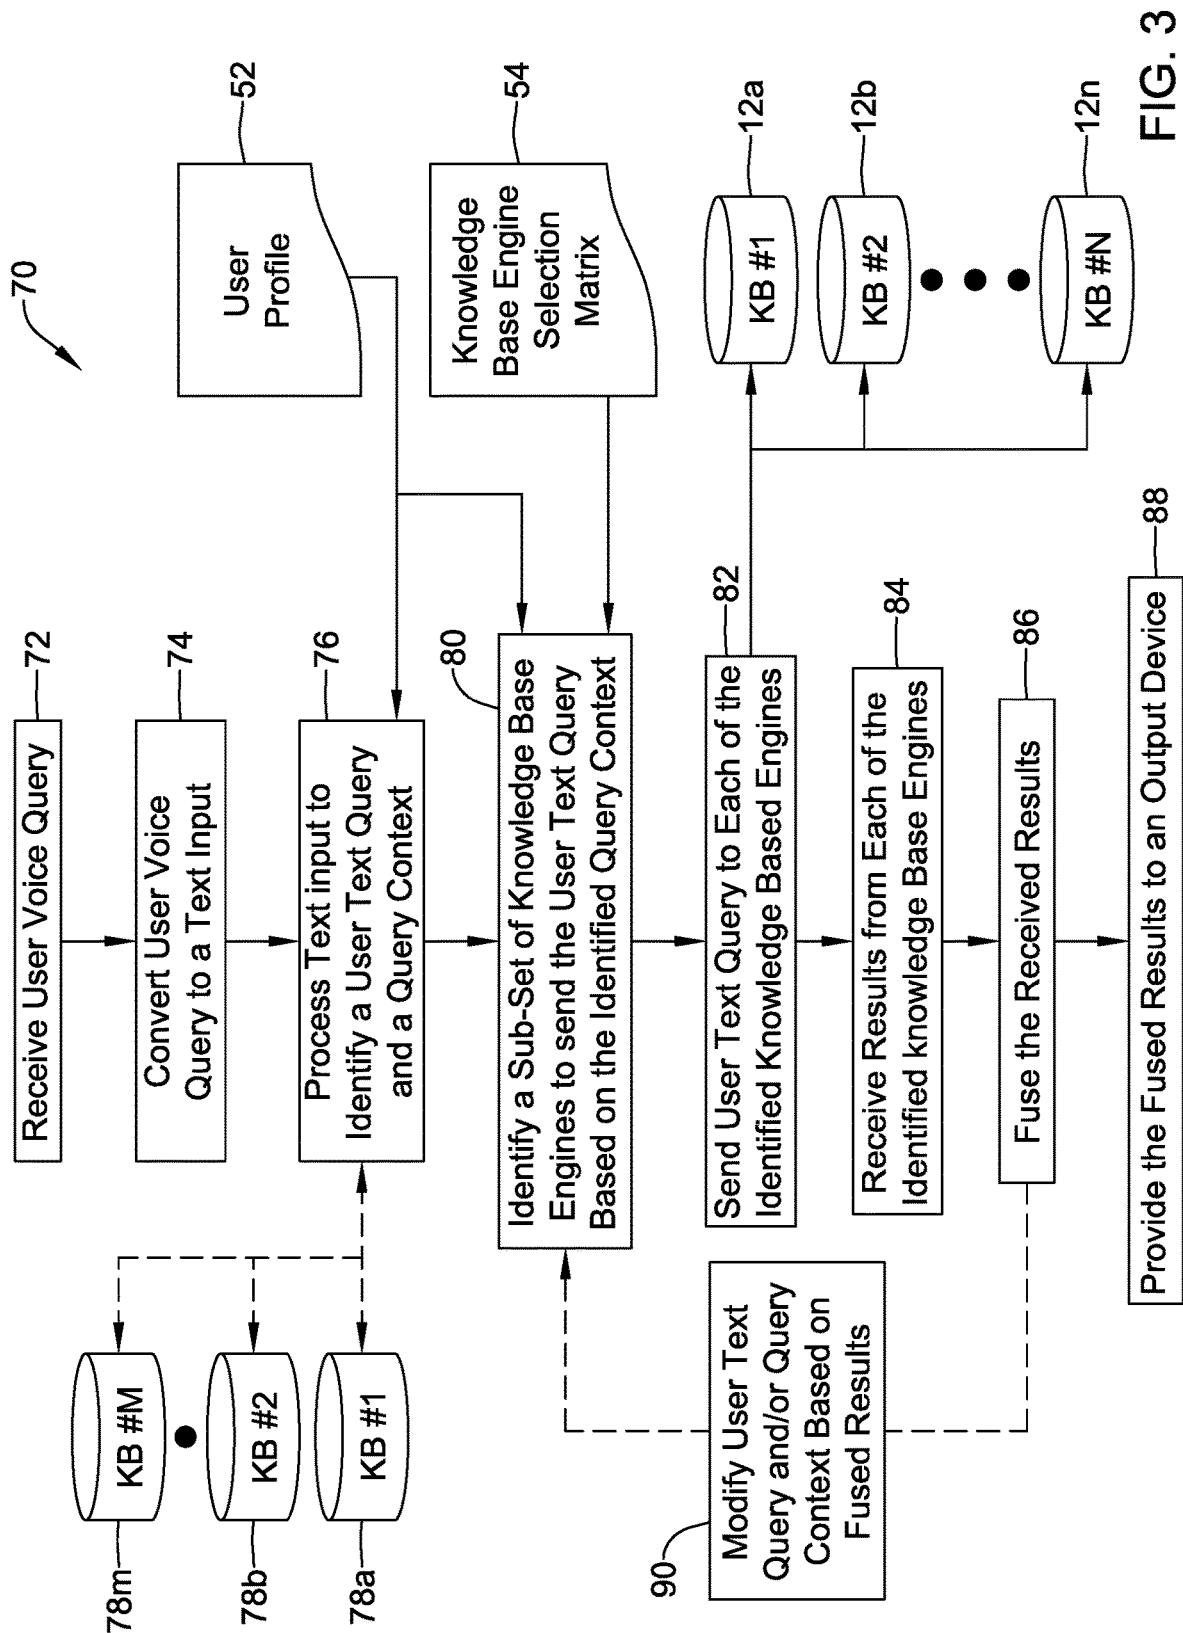 70
Receive User Voice Query
72
Convert User Voice
Query to a Text Input
74
Process Text input to
Identify a User Text Query
and a Query Context
76
User
Profile
52
Knowledge
Base Engine
Selection
Matrix
54
KB #M
78m
KB #2
78b
KB #1
78a
Identify a Sub-Set of Knowledge Base
Engines to send the User Text Query
Based on the Identified Query Context
80
Send User Text Query to Each of the
Identified Knowledge Based Engines
82
KB #1
12a
KB #2
12b
KB #N
12n
Receive Results from Each of the
Identified knowledge Base Engines
84
Fuse the Received Results
86
Modify User Text
Query and/or Query
Context Based on
Fused Results
90
Provide the Fused Results to an Output Device
88
FIG. 3